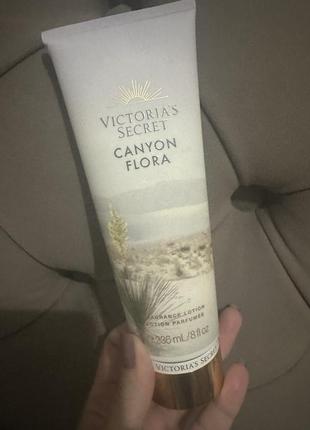 VICTORIA'S
SECRET
CANYON
FLORA
FRAGRANCE LOTION
LOTION PARFUMÉE
236 mL/8 fl oz
VICTORIA'S SECRET